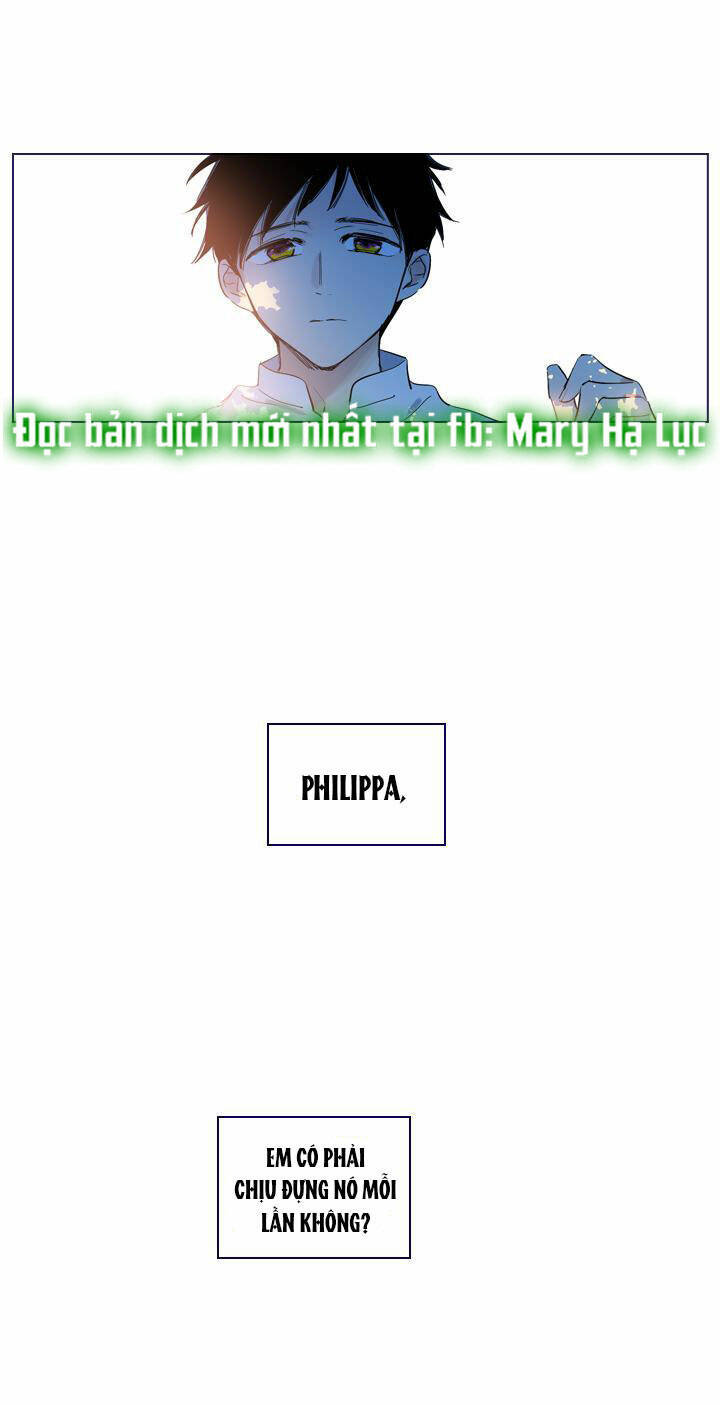 Đọc bản dịch mới nhất tại fb: Mary Hạ Lục
PHILIPPA,
EM CÓ PHẢI
CHỊU ĐỰNG NÓ MỖI
LẦN KHÔNG?